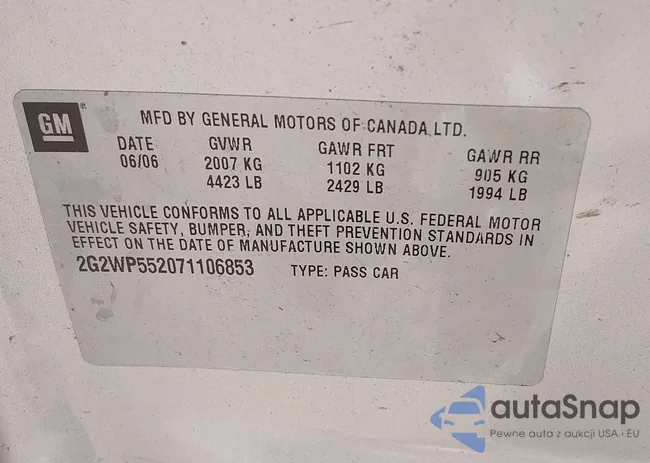 GM®
MFD BY GENERAL MOTORS OF CANADA LTD.
DATE GVWR GAWR FRT GAWR RR
06/06 2007 KG 1102 KG 905 KG
4423 LB 2429 LB 1994 LB
THIS VEHICLE CONFORMS TO ALL APPLICABLE U.S. FEDERAL MOTOR
VEHICLE SAFETY, BUMPER, AND THEFT PREVENTION STANDARDS IN
EFFECT ON THE DATE OF MANUFACTURE SHOWN ABOVE.
2G2WP552071106853 TYPE: PASS CAR
autaSnap
Pewne auta z aukcji USA i EU